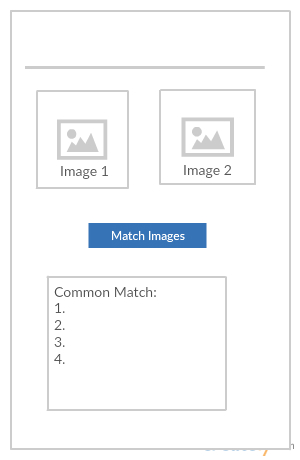 Image 1
Image 2
Match Images
Common Match:
1.
2.
3.
4.